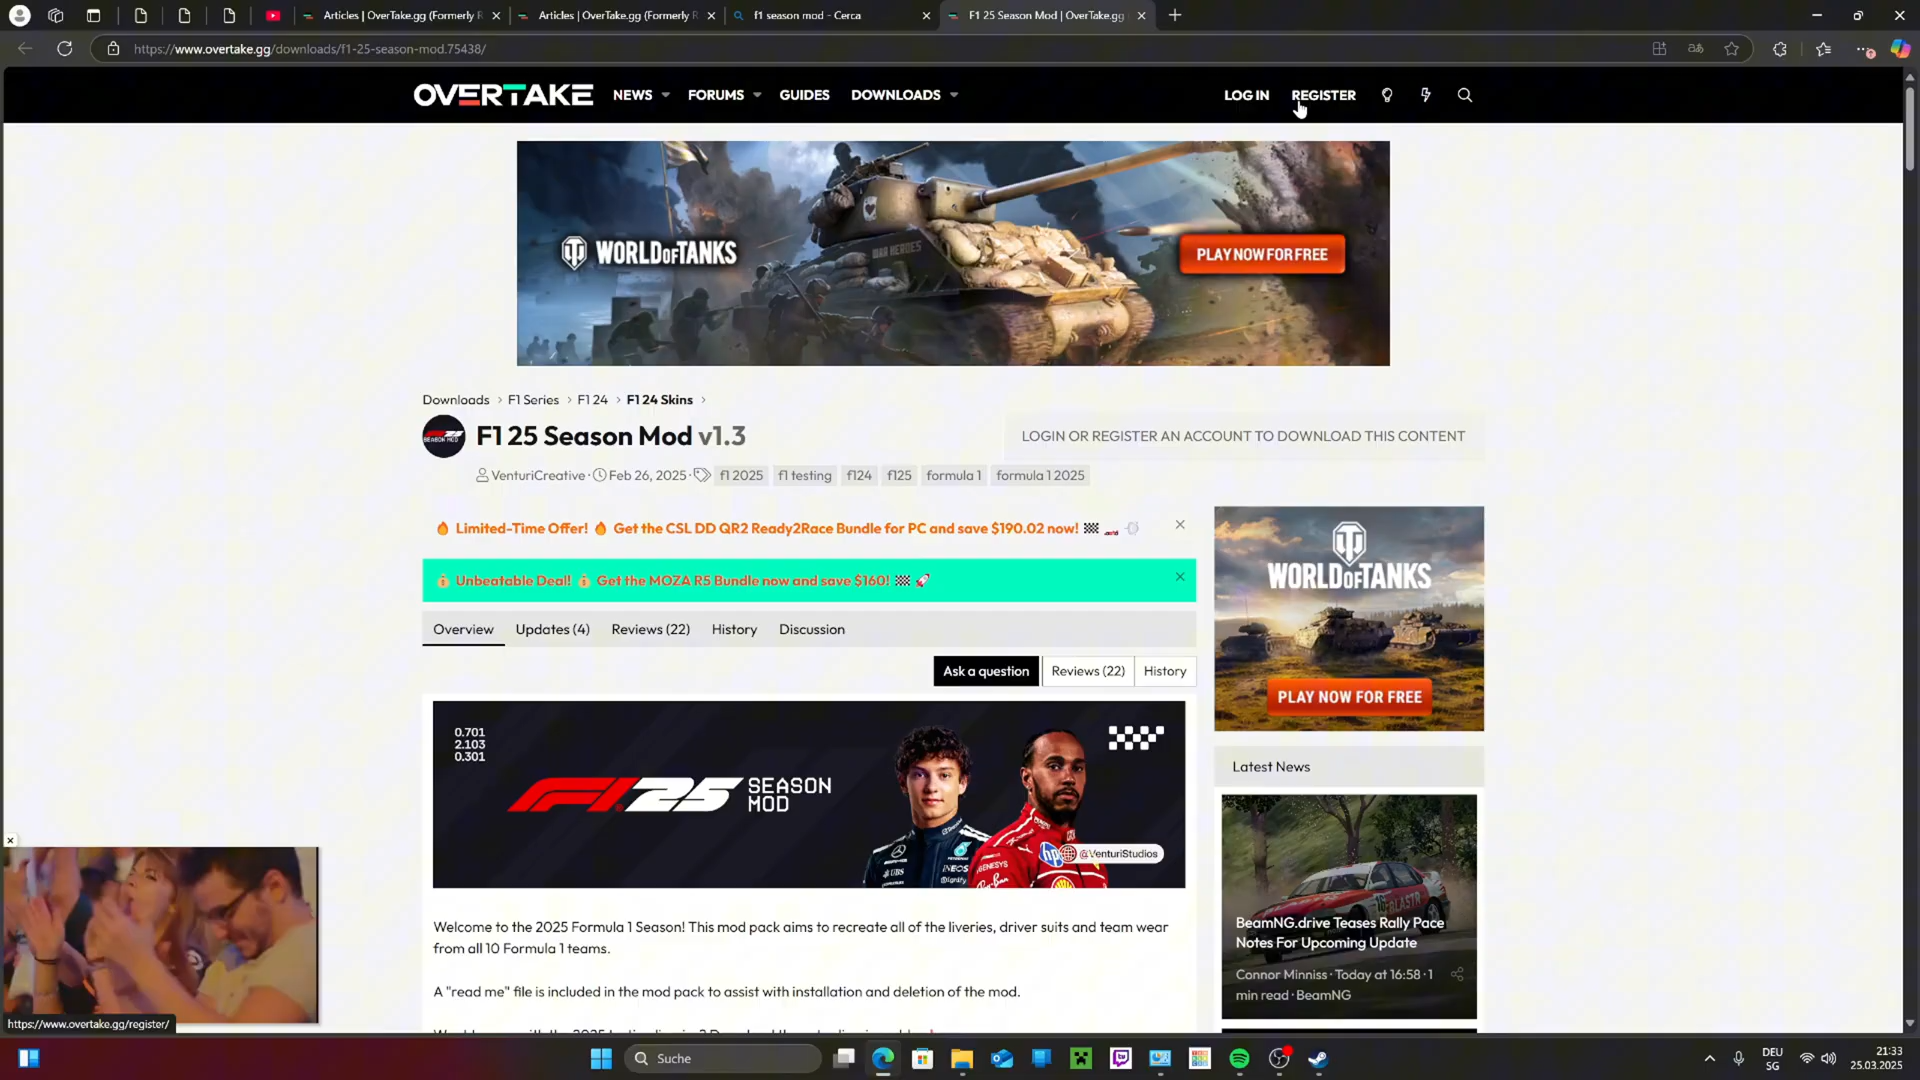 Articles | OverTake.gg (Formerly R
Articles | OverTake.gg (Formerly R
f1 season mod - Cerca
F1 25 Season Mod | OverTake.gg
https://www.overtake.gg/downloads/f1-25-season-mod.75438/
OVERTAKE
NEWS
FORUMS
GUIDES
DOWNLOADS
LOG IN
REGISTER
WORLD OF TANKS
WAR HEROES
PLAY NOW FOR FREE
Downloads > F1 Series > F1 24 > F1 24 Skins >
F1 25 Season Mod v1.3
LOGIN OR REGISTER AN ACCOUNT TO DOWNLOAD THIS CONTENT
VenturiCreative · Feb 26, 2025 · f1 2025 f1 testing f124 f125 formula 1 formula 1 2025
🔥 Limited-Time Offer! 🔥 Get the CSL DD QR2 Ready2Race Bundle for PC and save $190.02 now!
💰 Unbeatable Deal! 💰 Get the MOZA R5 Bundle now and save $160!
Overview
Updates (4)
Reviews (22)
History
Discussion
Ask a question
Reviews (22)
History
0.701
2.103
0.301
F1 25 SEASON
MOD
@VenturiStudios
Welcome to the 2025 Formula 1 Season! This mod pack aims to recreate all of the liveries, driver suits and team wear
from all 10 Formula 1 teams.
A "read me" file is included in the mod pack to assist with installation and deletion of the mod.
WORLD OF TANKS
PLAY NOW FOR FREE
Latest News
BeamNG.drive Teases Rally Pace
Notes For Upcoming Update
Connor Minniss · Today at 16:58 · 1
min read · BeamNG
https://www.overtake.gg/register/
Suche
DEU
SG
21:33
25.03.2025